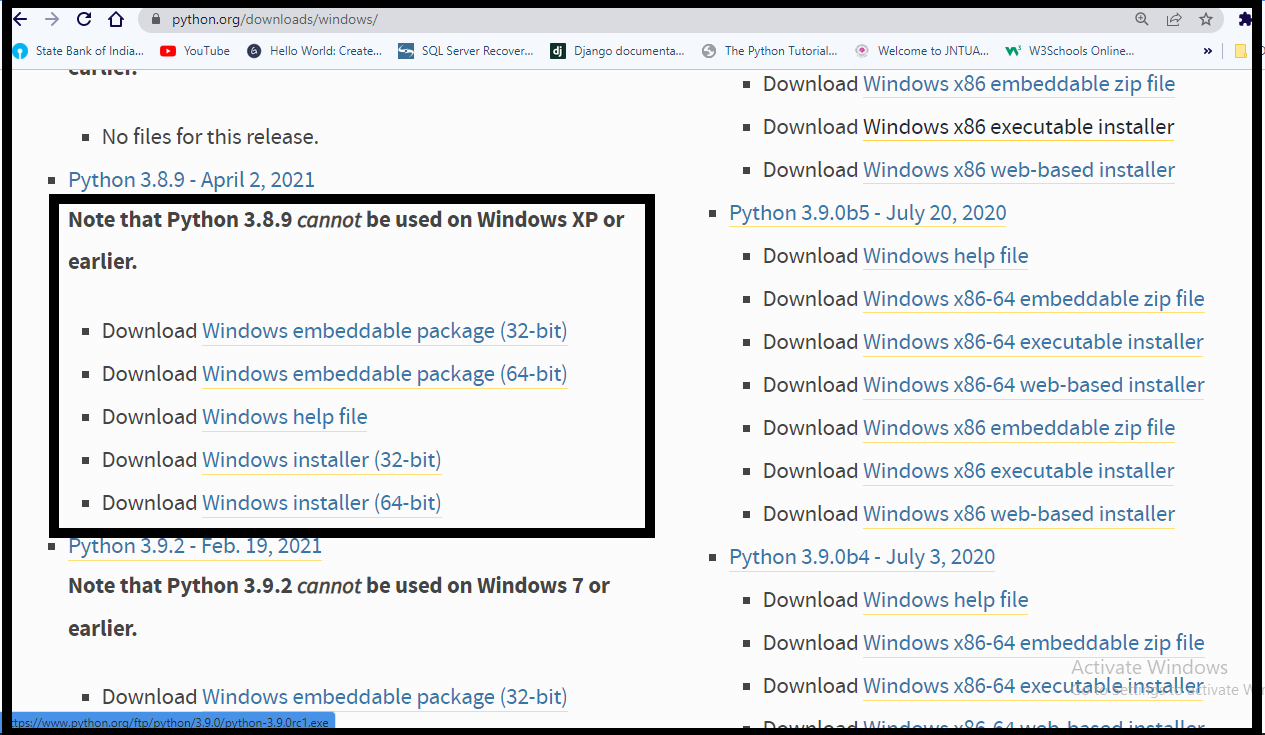 python.org/downloads/windows/
State Bank of India...
YouTube
Hello World: Create...
SQL Server Recover...
Django documenta...
The Python Tutorial...
Welcome to JNTUA...
W3Schools Online...
»
earlier.
No files for this release.
Python 3.8.9 - April 2, 2021
Note that Python 3.8.9 cannot be used on Windows XP or
earlier.
Download Windows embeddable package (32-bit)
Download Windows embeddable package (64-bit)
Download Windows help file
Download Windows installer (32-bit)
Download Windows installer (64-bit)
Python 3.9.2 - Feb. 19, 2021
Note that Python 3.9.2 cannot be used on Windows 7 or
earlier.
Download Windows embeddable package (32-bit)
ttps://www.python.org/ftp/python/3.9.0/python-3.9.0rc1.exe
Download Windows x86 embeddable zip file
Download Windows x86 executable installer
Download Windows x86 web-based installer
Python 3.9.0b5 - July 20, 2020
Download Windows help file
Download Windows x86-64 embeddable zip file
Download Windows x86-64 executable installer
Download Windows x86-64 web-based installer
Download Windows x86 embeddable zip file
Download Windows x86 executable installer
Download Windows x86 web-based installer
Python 3.9.0b4 - July 3, 2020
Download Windows help file
Download Windows x86-64 embeddable zip file
Download Windows x86-64 executable installer
Download Windows x86-64 web-based installer
Activate Windows
Go to Settings to activate